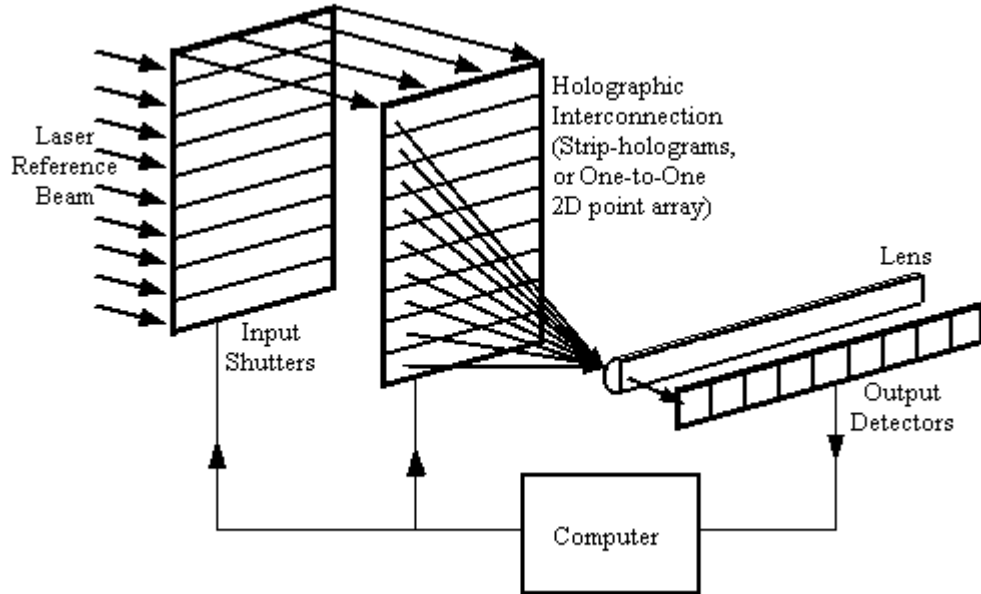 Laser
Reference
Beam
Input
Shutters
Holographic
Interconnection
(Strip-holograms,
or One-to-One
2D point array)
Lens
Output
Detectors
Computer